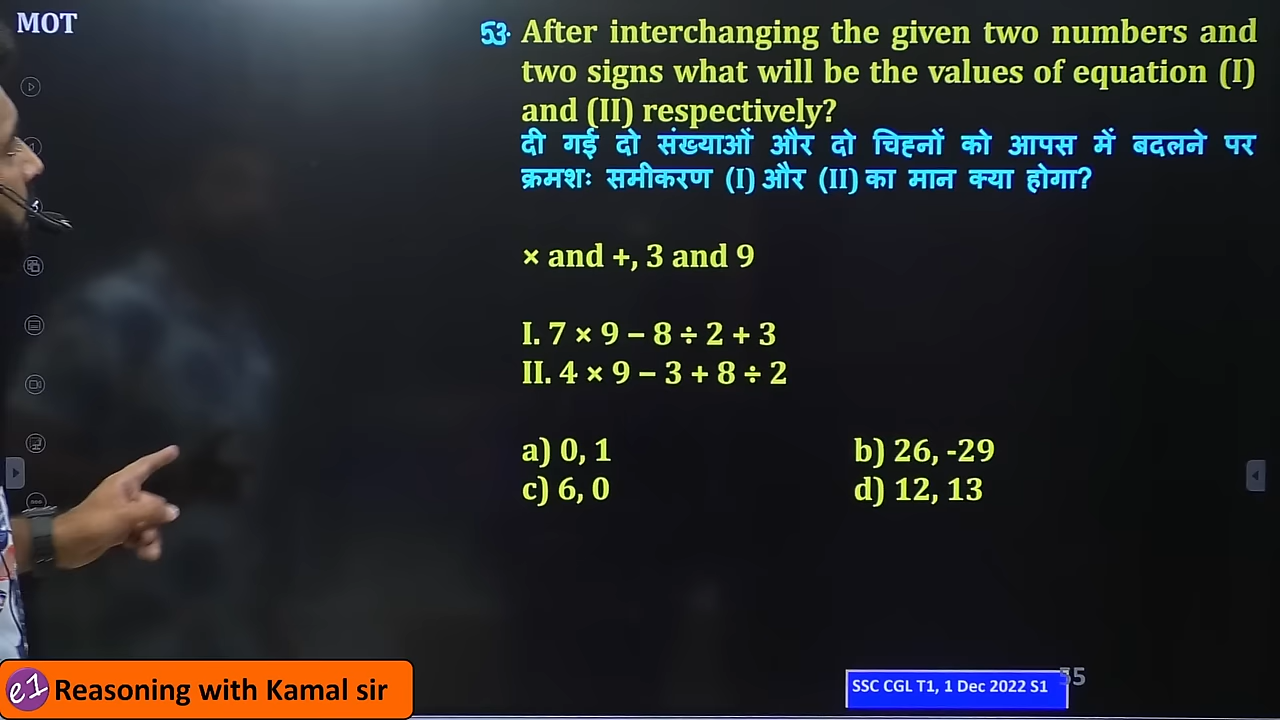 MOT
53. After interchanging the given two numbers and
two signs what will be the values of equation (I)
and (II) respectively?
दी गई दो संख्याओं और दो चिह्नों को आपस में बदलने पर
क्रमशः समीकरण (I) और (II) का मान क्या होगा?
× and +, 3 and 9
I. 7 × 9 – 8 ÷ 2 + 3
II. 4 × 9 – 3 + 8 ÷ 2
a) 0, 1 b) 26, -29
c) 6, 0 d) 12, 13
e1 Reasoning with Kamal sir
SSC CGL T1, 1 Dec 2022 S1 55